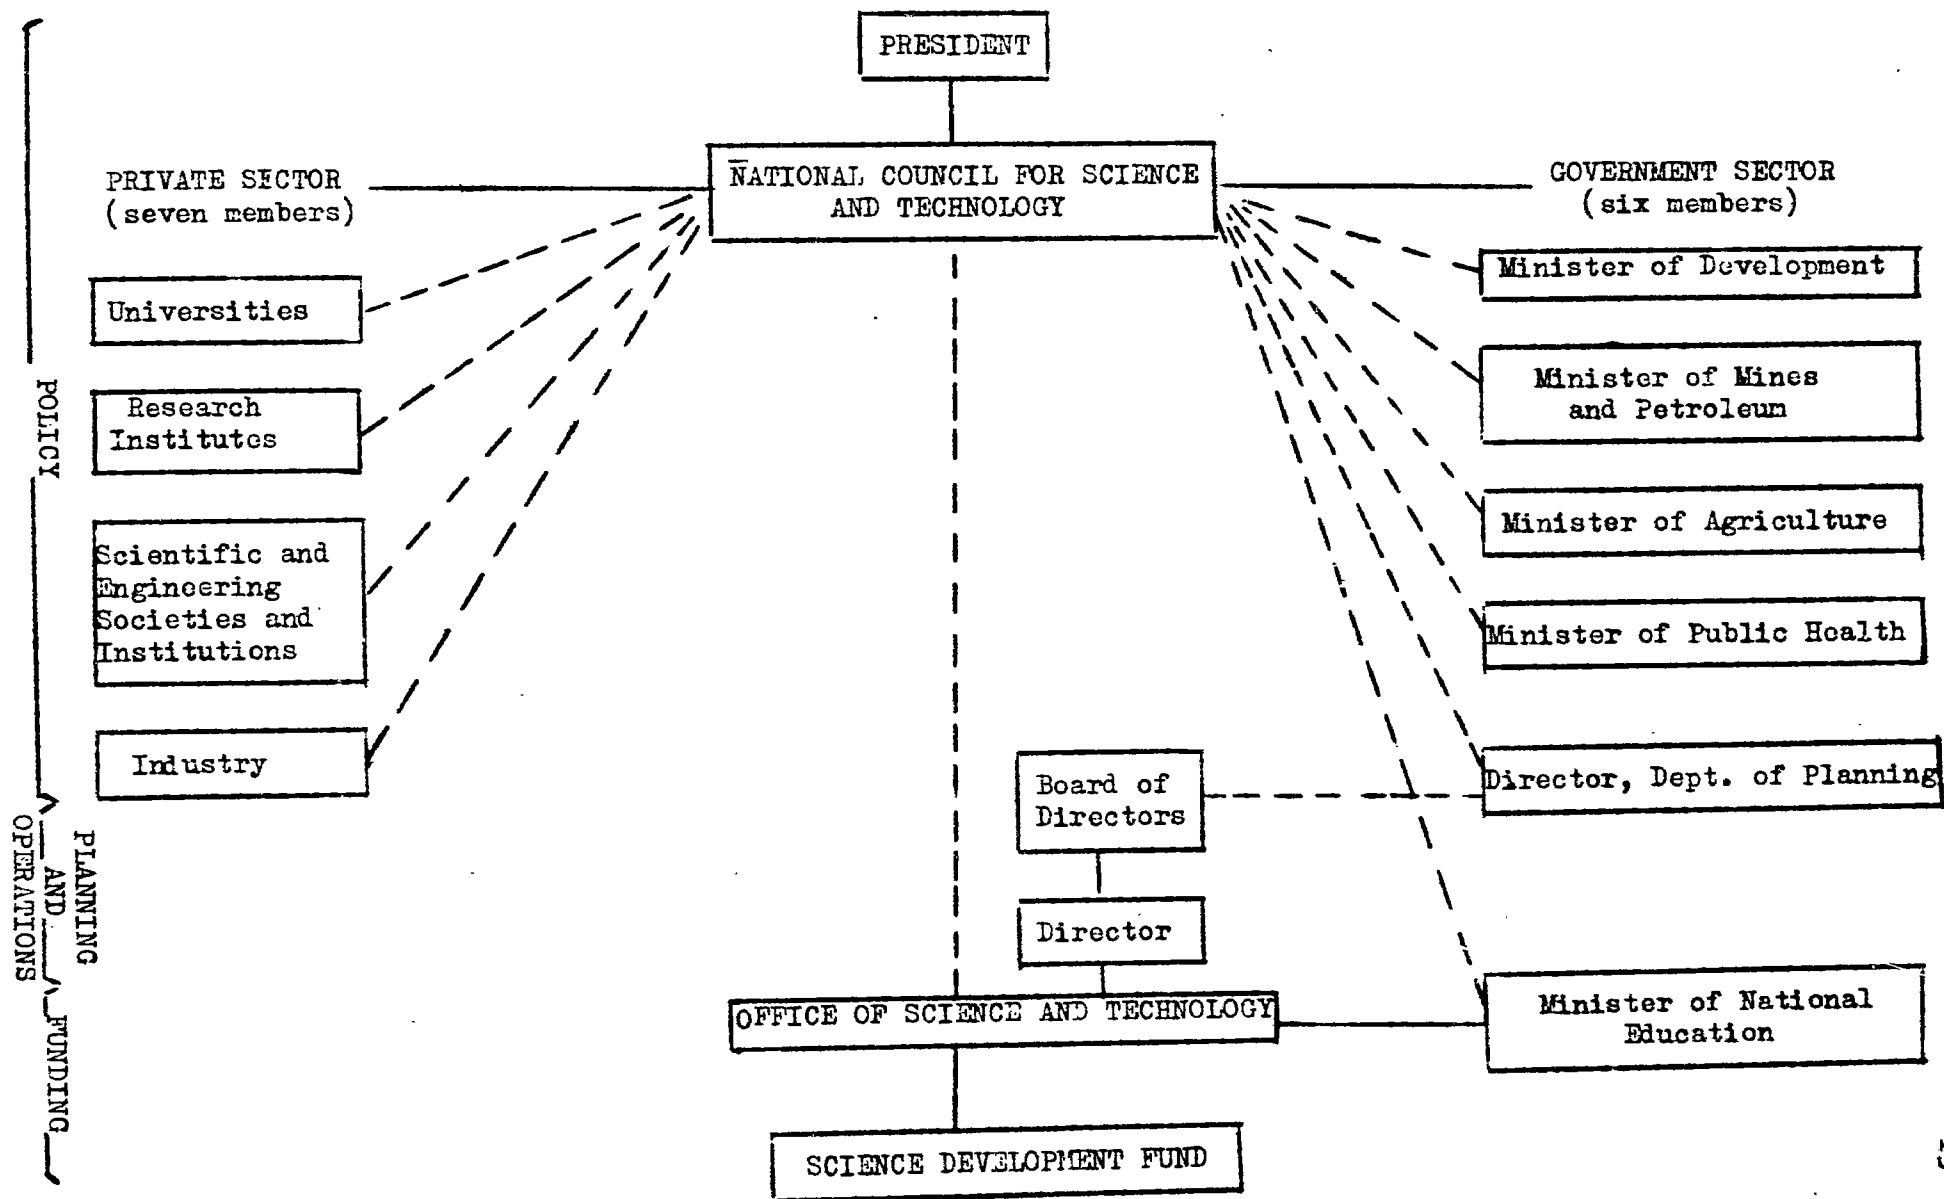 PRESIDENT
NATIONAL COUNCIL FOR SCIENCE
AND TECHNOLOGY
PRIVATE SECTOR
(seven members)
GOVERNMENT SECTOR
(six members)
Universities
Research
Institutes
Scientific and
Engineering
Societies and
Institutions
Industry
Minister of Development
Minister of Mines
and Petroleum
Minister of Agriculture
Minister of Public Health
Director, Dept. of Planning
Minister of National
Education
Board of
Directors
Director
OFFICE OF SCIENCE AND TECHNOLOGY
SCIENCE DEVELOPMENT FUND
POLICY
PLANNING
AND
OPERATIONS
FUNDING